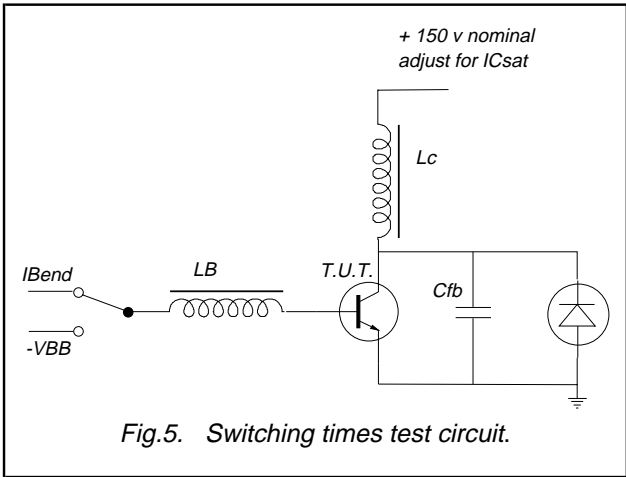 + 150 v nominal
adjust for ICsat
Lc
IBend
LB
T.U.T.
Cfb
-VBB
Fig.5. Switching times test circuit.